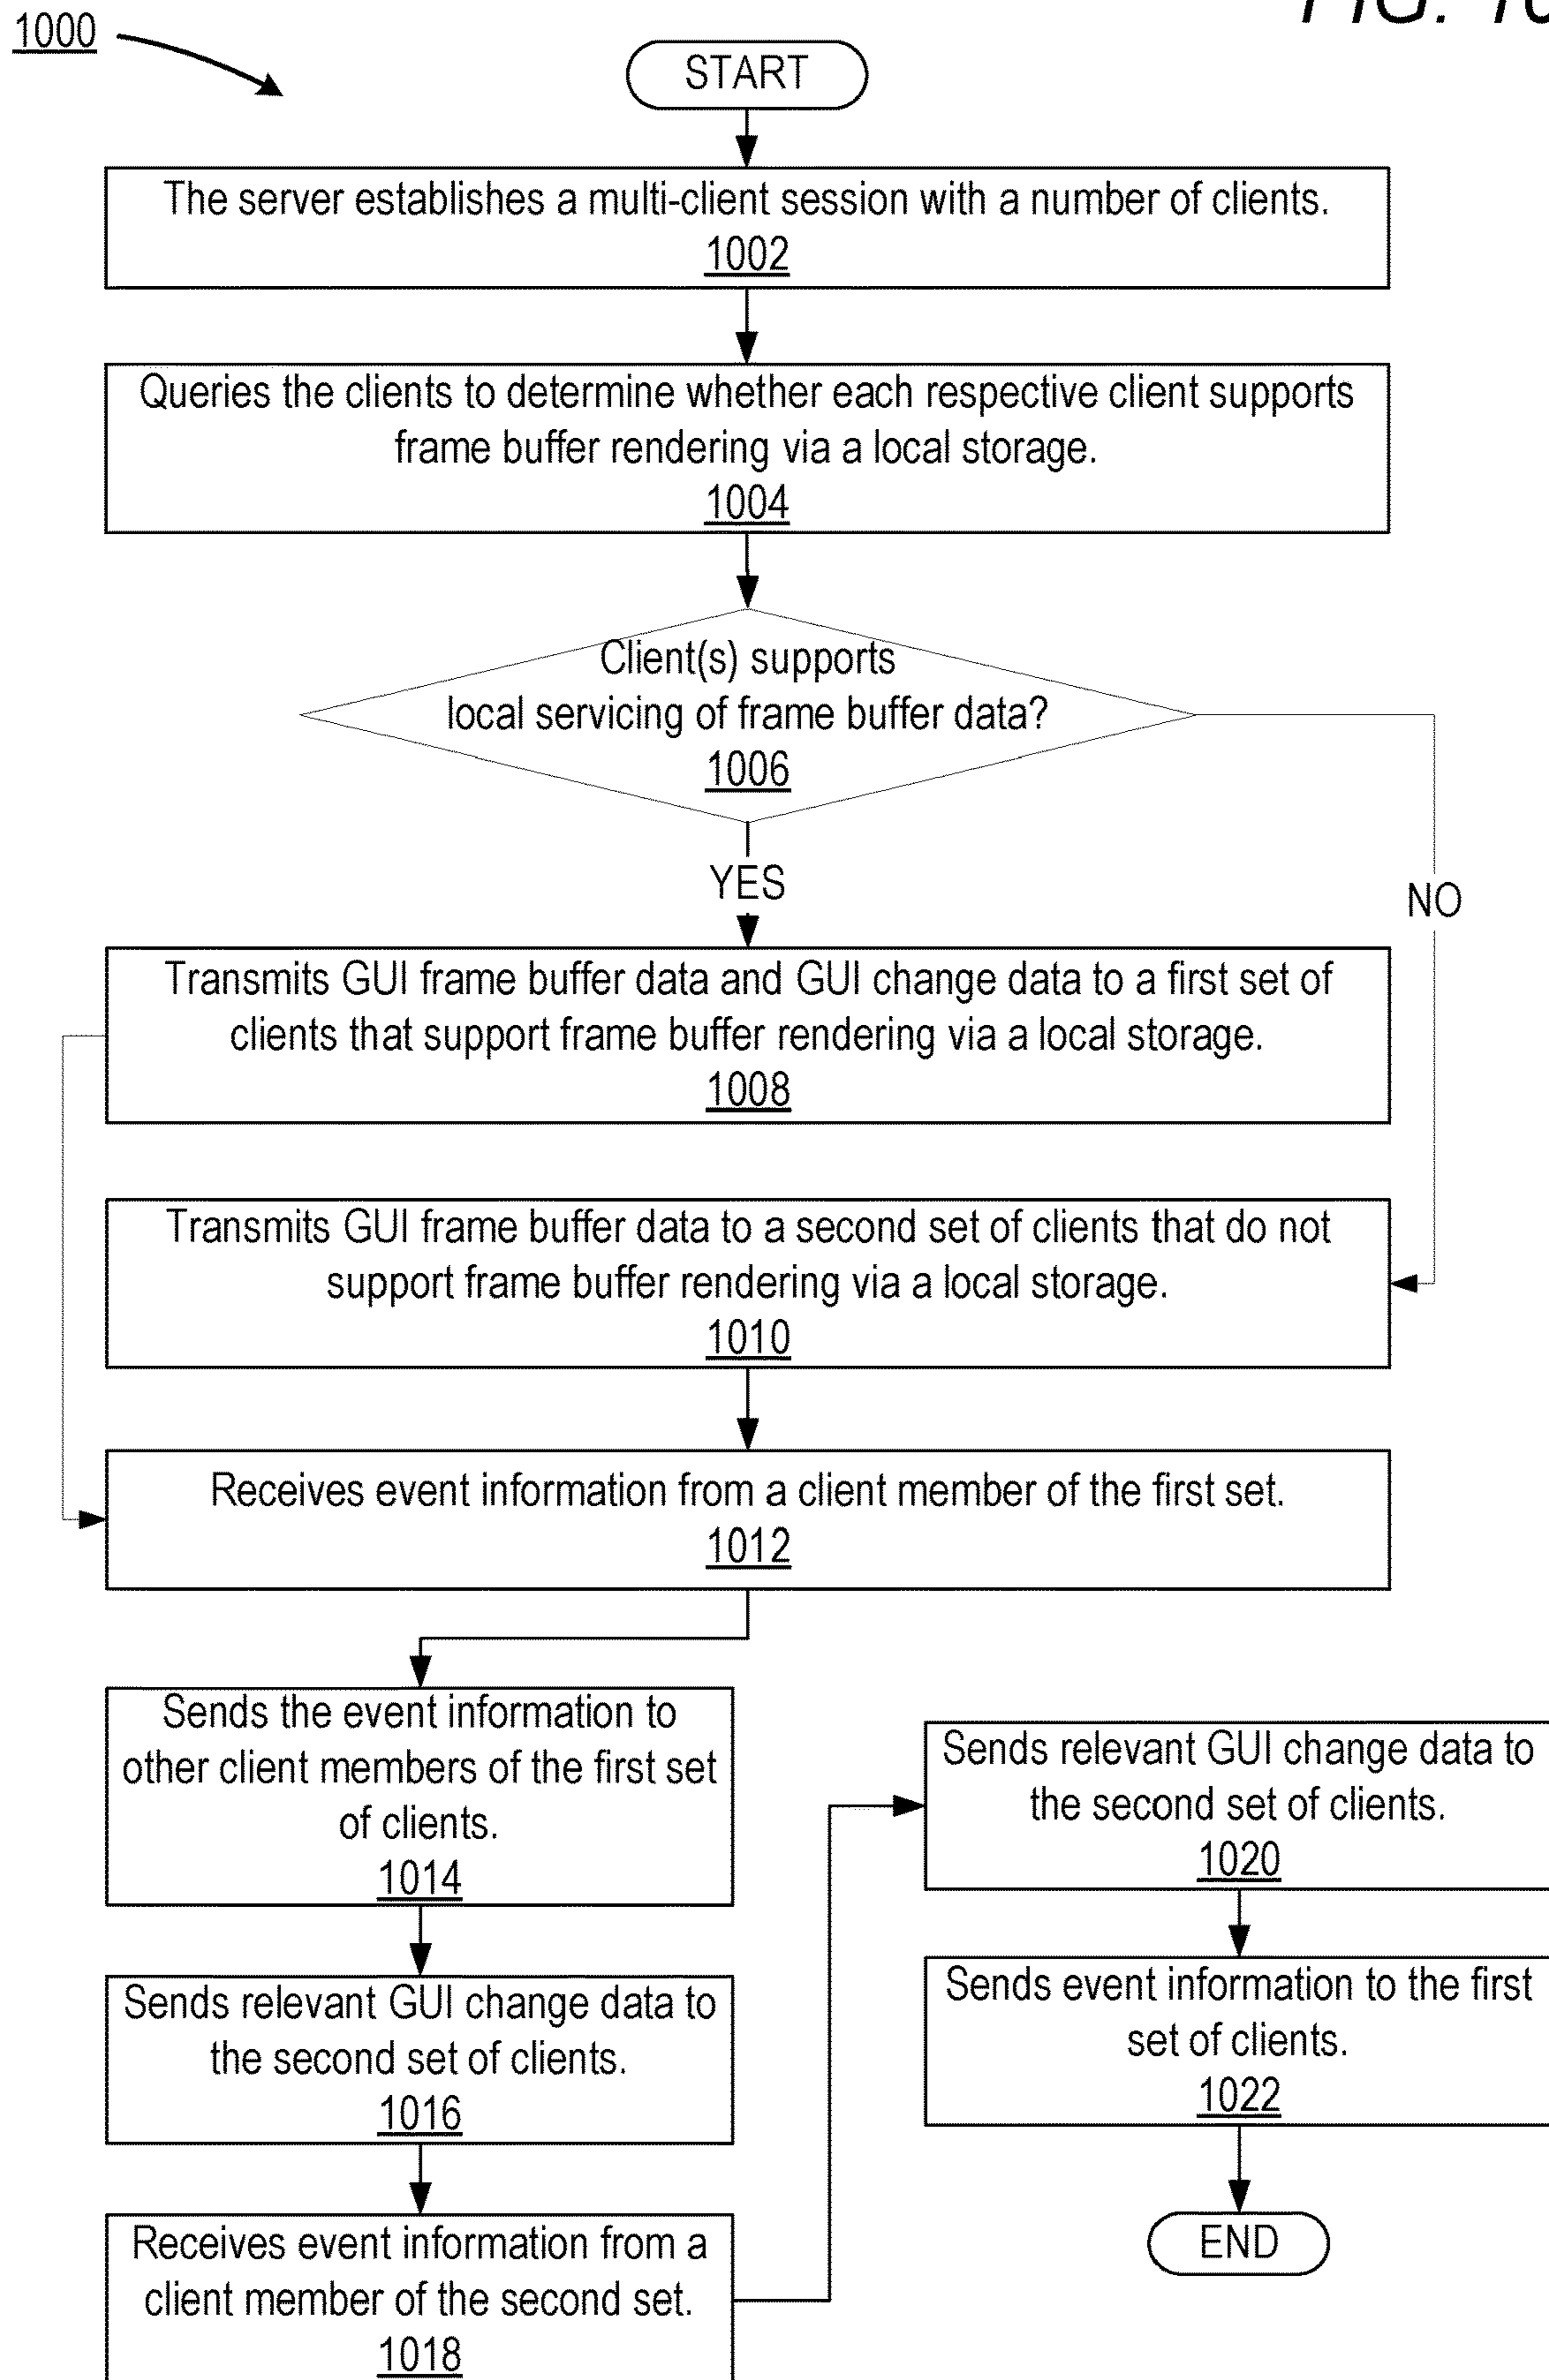 FIG. 10
1000
START
The server establishes a multi-client session with a number of clients.
1002
Queries the clients to determine whether each respective client supports
frame buffer rendering via a local storage.
1004
Client(s) supports
local servicing of frame buffer data?
1006
YES
NO
Transmits GUI frame buffer data and GUI change data to a first set of
clients that support frame buffer rendering via a local storage.
1008
Transmits GUI frame buffer data to a second set of clients that do not
support frame buffer rendering via a local storage.
1010
Receives event information from a client member of the first set.
1012
Sends the event information to
other client members of the first set
of clients.
1014
Sends relevant GUI change data to
the second set of clients.
1016
Receives event information from a
client member of the second set.
1018
Sends relevant GUI change data to
the second set of clients.
1020
Sends event information to the first
set of clients.
1022
END